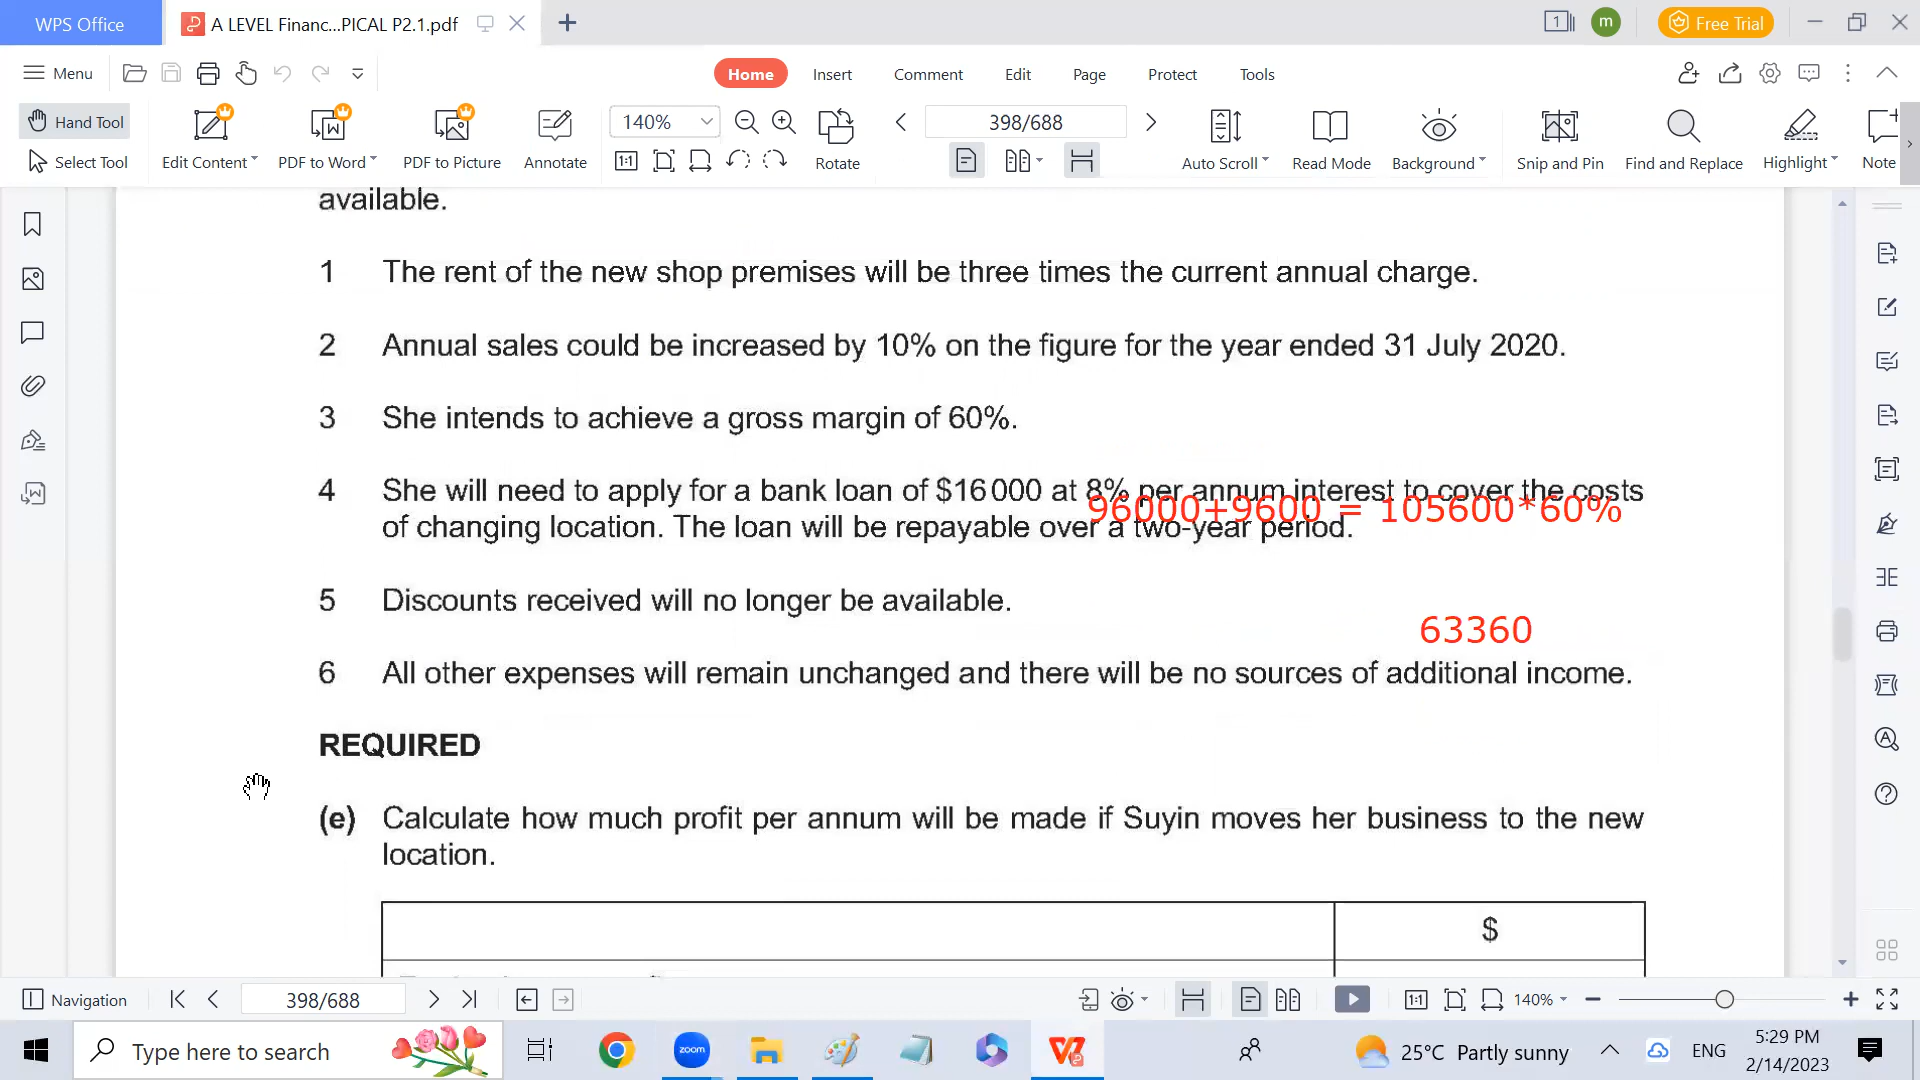 WPS Office
A LEVEL Financ...PICAL P2.1.pdf
1
m
Free Trial
Menu
Home
Insert
Comment
Edit
Page
Protect
Tools
Hand Tool
Select Tool
Edit Content
PDF to Word
PDF to Picture
Annotate
140%
Rotate
398/688
Auto Scroll
Read Mode
Background
Snip and Pin
Find and Replace
Highlight
Note
available.
1 The rent of the new shop premises will be three times the current annual charge.
2 Annual sales could be increased by 10% on the figure for the year ended 31 July 2020.
3 She intends to achieve a gross margin of 60%.
4 She will need to apply for a bank loan of $16 000 at 8% per annum interest to cover the costs
96000+9600 = 105600*60%
of changing location. The loan will be repayable over a two-year period.
5 Discounts received will no longer be available.
63360
6 All other expenses will remain unchanged and there will be no sources of additional income.
REQUIRED
(e) Calculate how much profit per annum will be made if Suyin moves her business to the new
location.
$
Navigation
398/688
140%
Type here to search
zoom
25°C Partly sunny
ENG
5:29 PM
2/14/2023